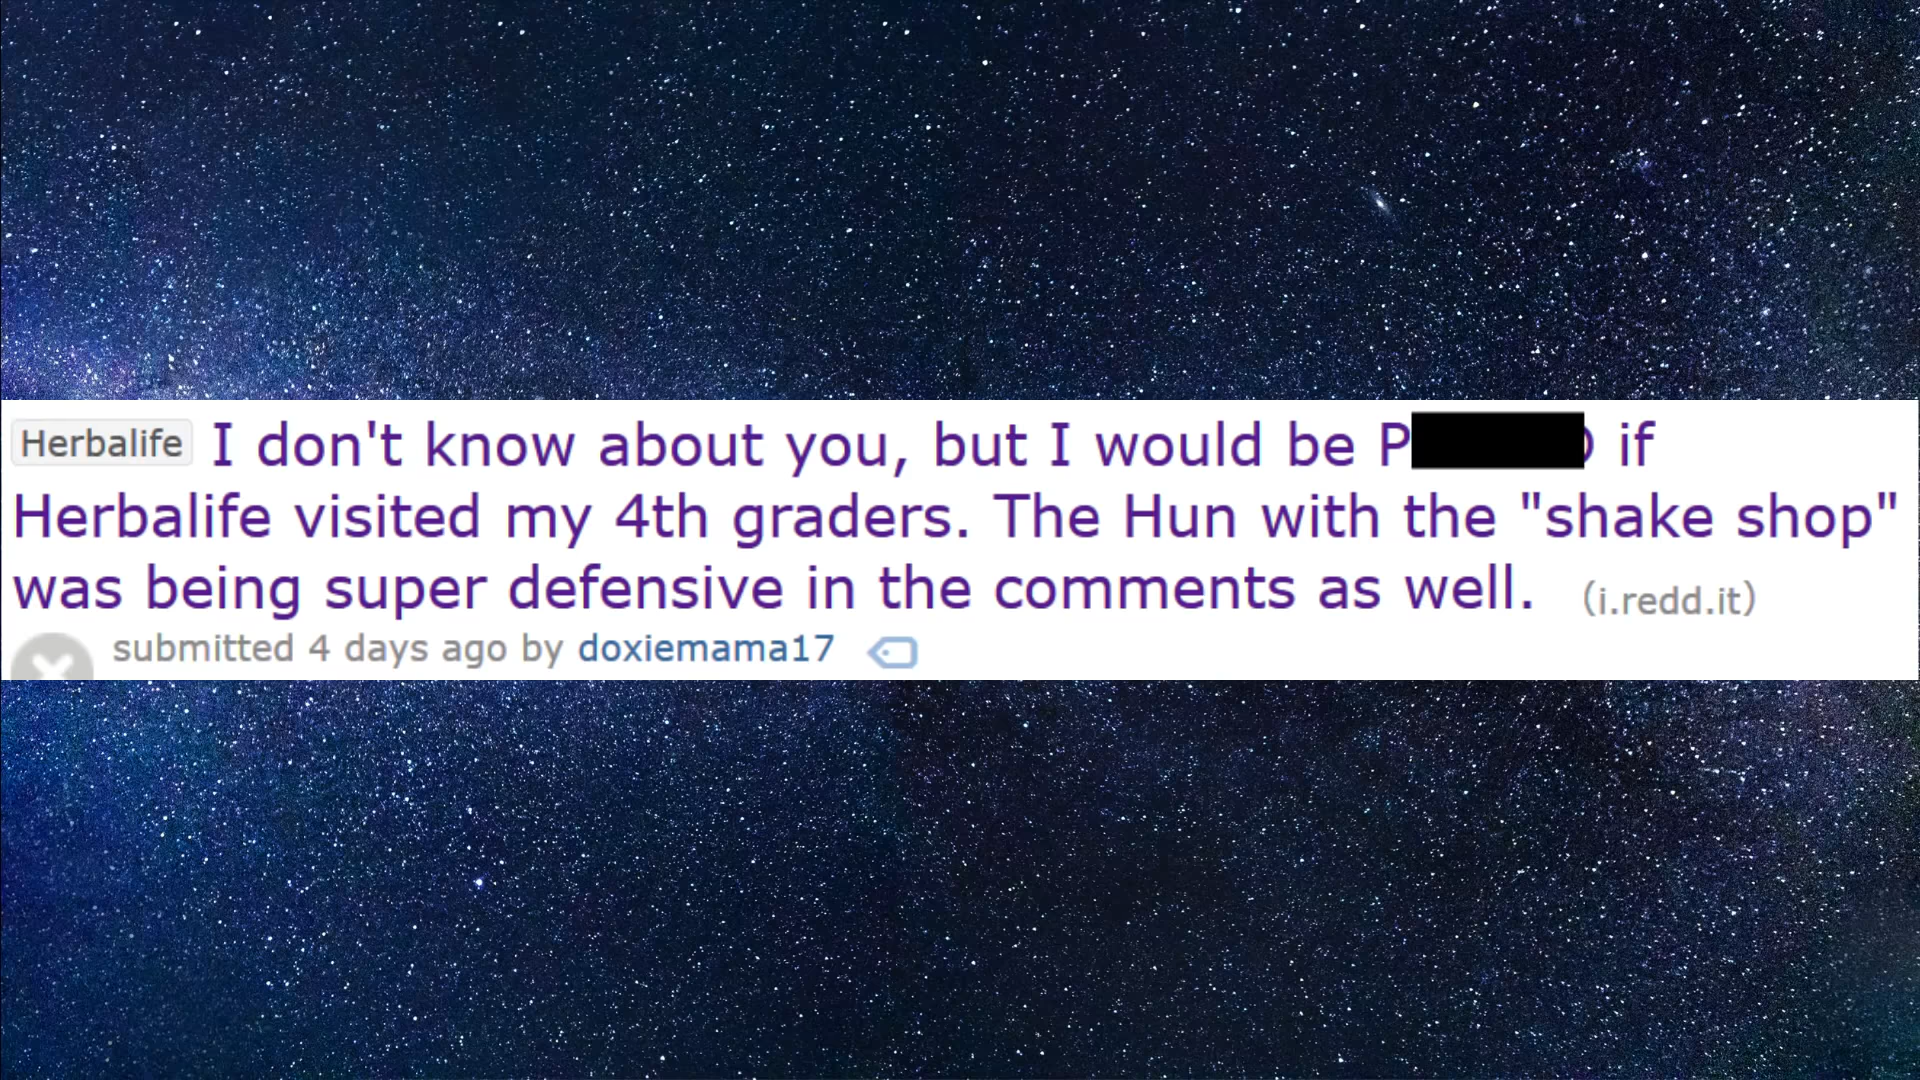 Herbalife I don't know about you, but I would be P if
Herbalife visited my 4th graders. The Hun with the "shake shop"
was being super defensive in the comments as well. (i.redd.it)
submitted 4 days ago by doxiemama17